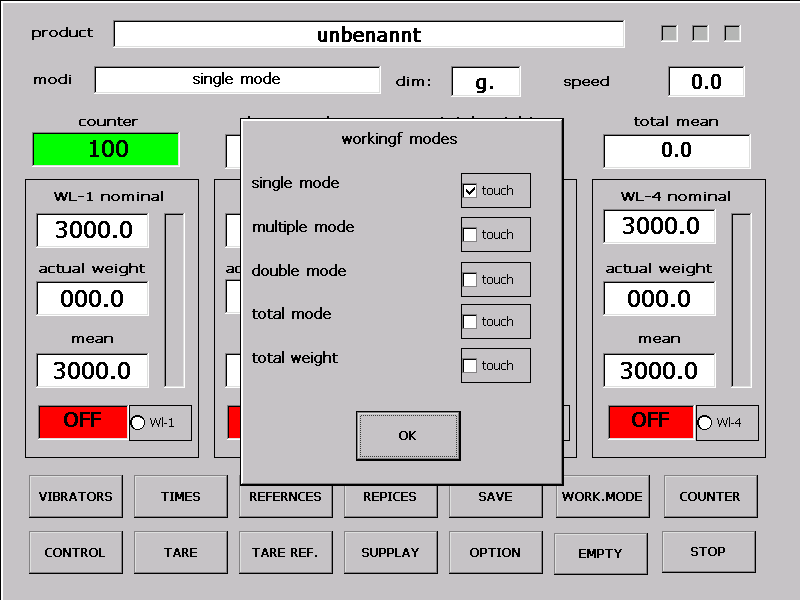 product unbenannt
modi single mode dim: g. speed 0.0
counter total mean
100 0.0
workingf modes
single mode touch
multiple mode touch
double mode touch
total mode touch
total weight touch
OK
WL-1 nominal WL-4 nominal
3000.0 3000.0
actual weight actual weight
000.0 000.0
mean mean
3000.0 3000.0
OFF Wl-1 OFF Wl-4
VIBRATORS TIMES REFERNCES REPICES SAVE WORK.MODE COUNTER
CONTROL TARE TARE REF. SUPPLAY OPTION EMPTY STOP